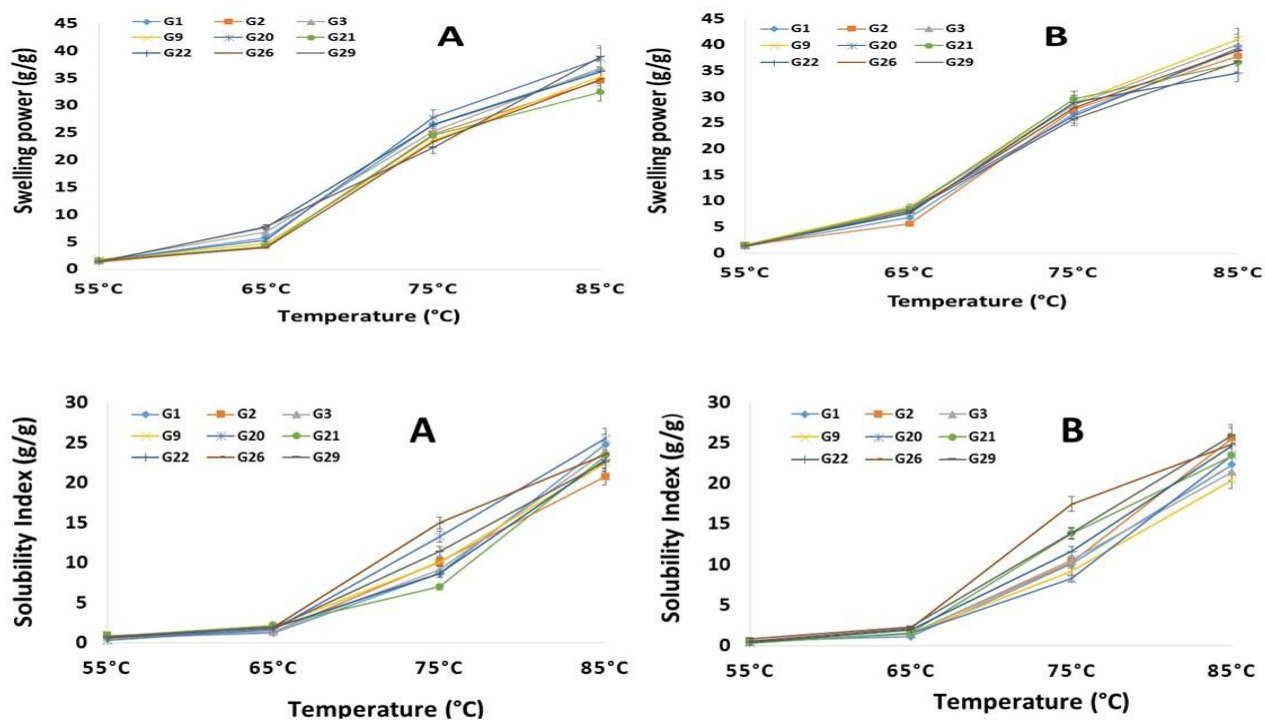 Swelling power (g/g)
45
40
35
30
25
20
15
10
5
0
G1 G2 G3
G9 G20 G21
G22 G26 G29
A
55°C 65°C 75°C 85°C
Temperature (°C)
Swelling power (g/g)
45
40
35
30
25
20
15
10
5
0
G1 G2 G3
G9 G20 G21
G22 G26 G29
B
55°C 65°C 75°C 85°C
Temperature (°C)
Solubility Index (g/g)
30
25
20
15
10
5
0
G1 G2 G3
G9 G20 G21
G22 G26 G29
A
55°C 65°C 75°C 85°C
Temperature (°C)
Solubility Index (g/g)
30
25
20
15
10
5
0
G1 G2 G3
G9 G20 G21
G22 G26 G29
B
55°C 65°C 75°C 85°C
Temperature (°C)